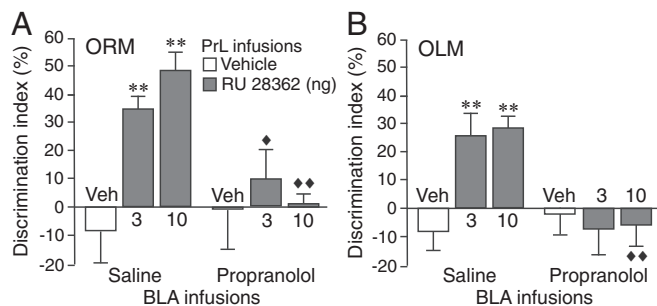 A
ORM
PrL infusions
Vehicle
RU 28362 (ng)
Discrimination index (%)
60
50
40
30
20
10
0
-10
-20
** **
♦ ♦♦
Veh 3 10 Veh 3 10
Saline Propranolol
BLA infusions
B
OLM
Discrimination index (%)
60
50
40
30
20
10
0
-10
-20
** **
Veh 3 10 Veh 3 10
♦♦
Saline Propranolol
BLA infusions